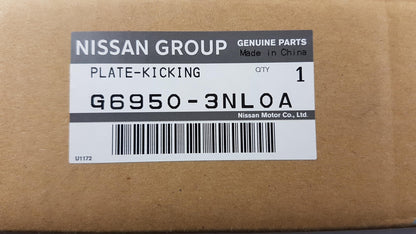 NISSAN GROUP GENUINE PARTS
Made in China
PLATE-KICKING QTY 1
G6950-3NL0A
Nissan Motor Co., Ltd.
U1172